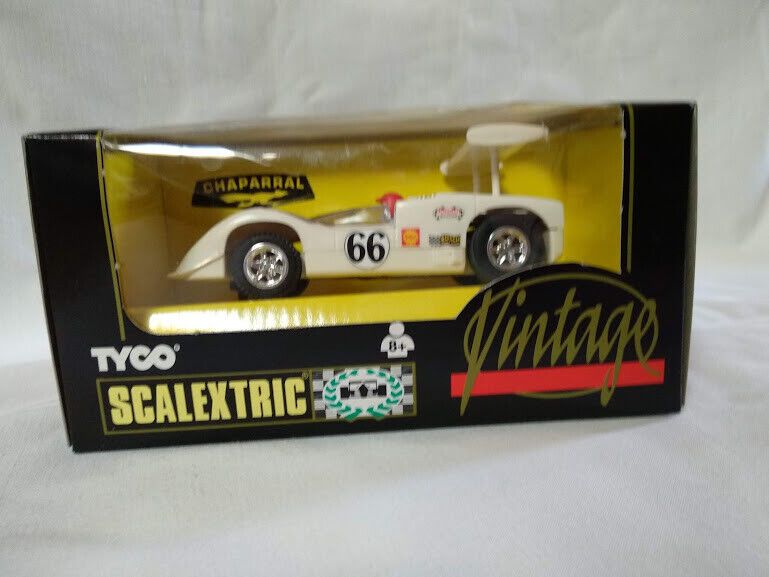 CHAPARRAL
66
TYCO®
8+
Vintage
SCALEXTRIC®